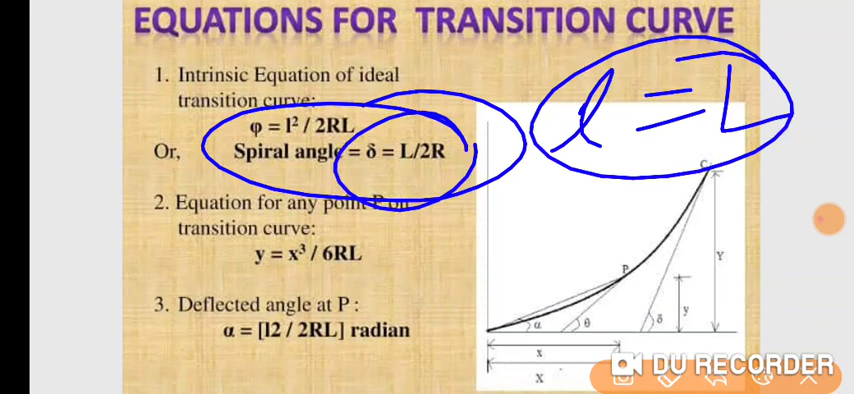 EQUATIONS FOR TRANSITION CURVE
1. Intrinsic Equation of ideal
transition curve:
φ = l² / 2RL
Or, Spiral angle = δ = L/2R
2. Equation for any point P on
transition curve:
y = x³ / 6RL
3. Deflected angle at P :
α = [12 / 2RL] radian
l = L
C
P
Y
y
α
θ
δ
x
X
DU RECORDER